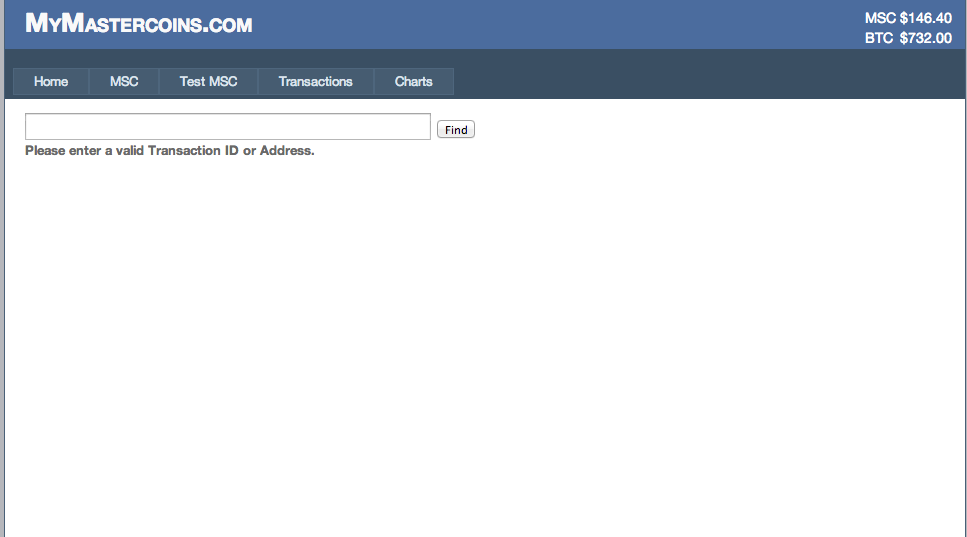 MyMastercoins.com
MSC $146.40
BTC $732.00
Home MSC Test MSC Transactions Charts
Find
Please enter a valid Transaction ID or Address.